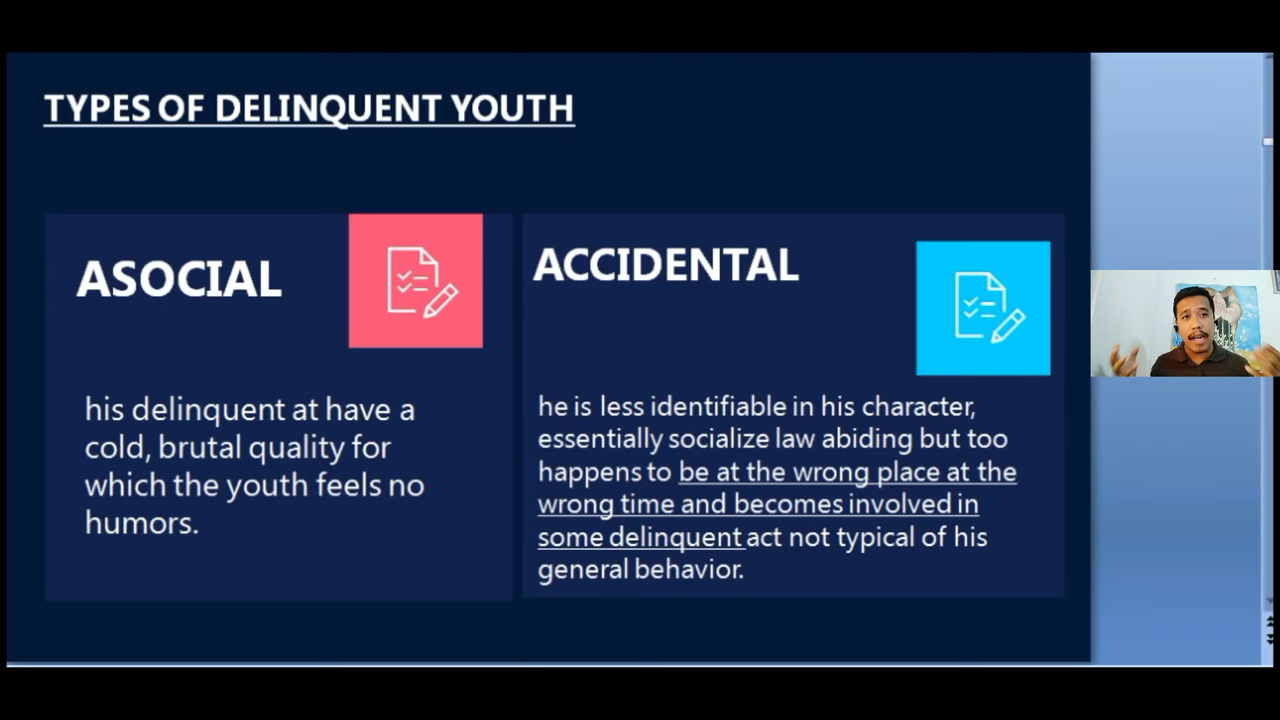 TYPES OF DELINQUENT YOUTH
ASOCIAL
his delinquent at have a
cold, brutal quality for
which the youth feels no
humors.
ACCIDENTAL
he is less identifiable in his character,
essentially socialize law abiding but too
happens to be at the wrong place at the
wrong time and becomes involved in
some delinquent act not typical of his
general behavior.